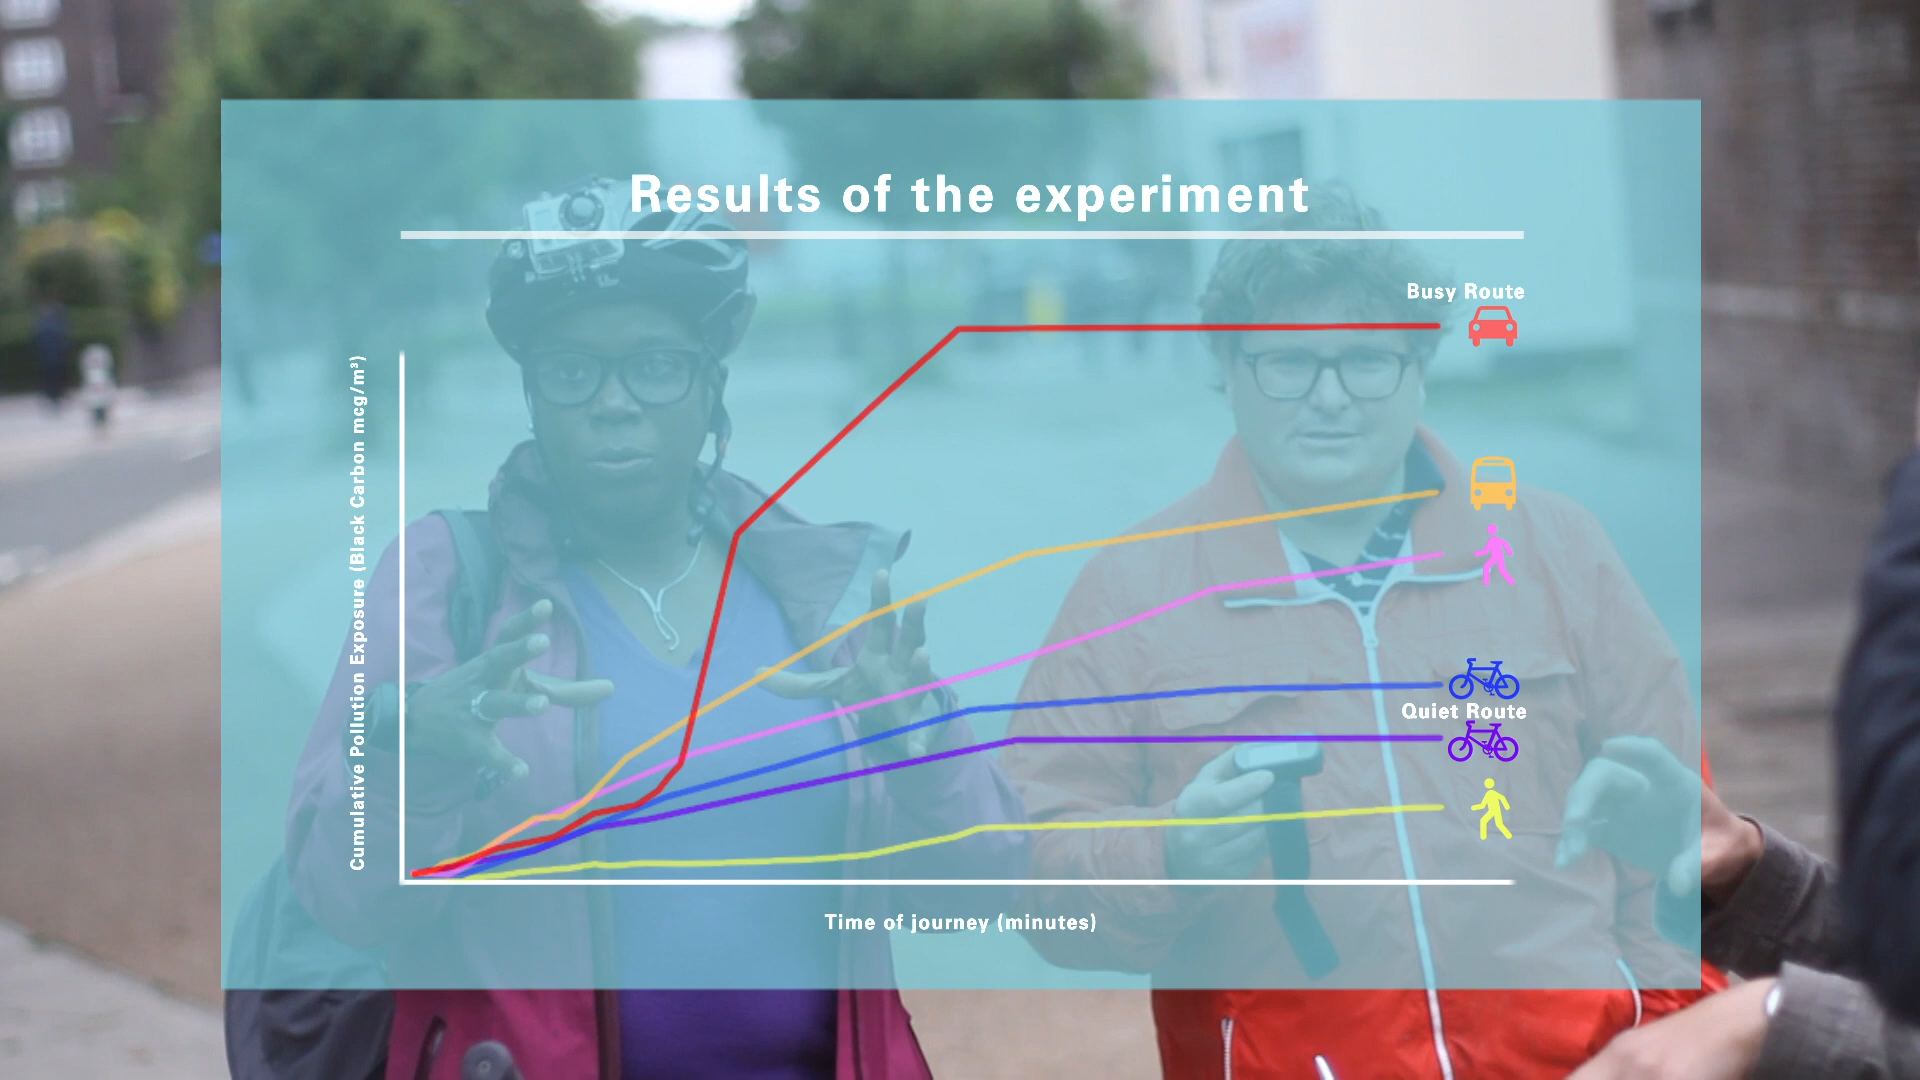 Results of the experiment
Busy Route
Cumulative Pollution Exposure (Black Carbon mcg/m³)
Quiet Route
Time of journey (minutes)